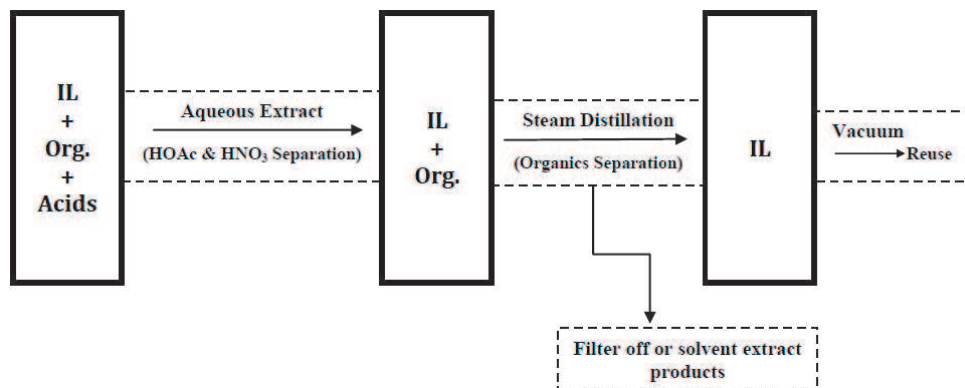 IL
+
Org.
+
Acids
Aqueous Extract
(HOAc & HNO₃ Separation)
IL
+
Org.
Steam Distillation
(Organics Separation)
IL
Vacuum
Reuse
Filter off or solvent extract
products